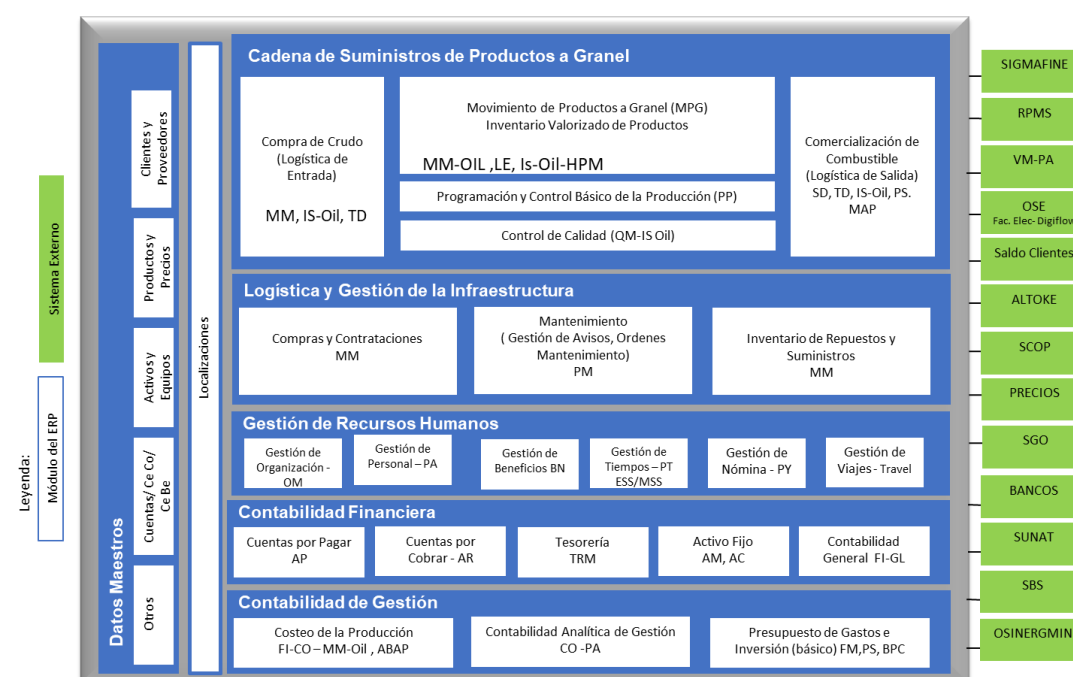 Leyenda:
Sistema Externo
Módulo del ERP
Datos Maestros
Clientes y
Proveedores
Productos y
Precios
Activos y
Equipos
Cuentas/ Ce Co/
Ce Be
Otros
Localizaciones
Cadena de Suministros de Productos a Granel
Compra de Crudo
(Logística de
Entrada)
MM, IS-Oil, TD
Movimiento de Productos a Granel (MPG)
Inventario Valorizado de Productos
MM-OIL ,LE, Is-Oil-HPM
Programación y Control Básico de la Producción (PP)
Control de Calidad (QM-IS Oil)
Comercialización de
Combustible
(Logística de Salida)
SD, TD, IS-Oil, PS.
MAP
Logística y Gestión de la Infraestructura
Compras y Contrataciones
MM
Mantenimiento
( Gestión de Avisos, Ordenes
Mantenimiento)
PM
Inventario de Repuestos y
Suministros
MM
Gestión de Recursos Humanos
Gestión de
Organización -
OM
Gestión de
Personal – PA
Gestión de
Beneficios BN
Gestión de
Tiempos – PT
ESS/MSS
Gestión de
Nómina - PY
Gestión de
Viajes - Travel
Contabilidad Financiera
Cuentas por Pagar
AP
Cuentas por
Cobrar - AR
Tesorería
TRM
Activo Fijo
AM, AC
Contabilidad
General FI-GL
Contabilidad de Gestión
Costeo de la Producción
FI-CO – MM-Oil , ABAP
Contabilidad Analítica de Gestión
CO -PA
Presupuesto de Gastos e
Inversión (básico) FM,PS, BPC
SIGMAFINE
RPMS
VM-PA
OSE
Fac. Elec- Digiflow
Saldo Clientes
ALTOKE
SCOP
PRECIOS
SGO
BANCOS
SUNAT
SBS
OSINERGMIN